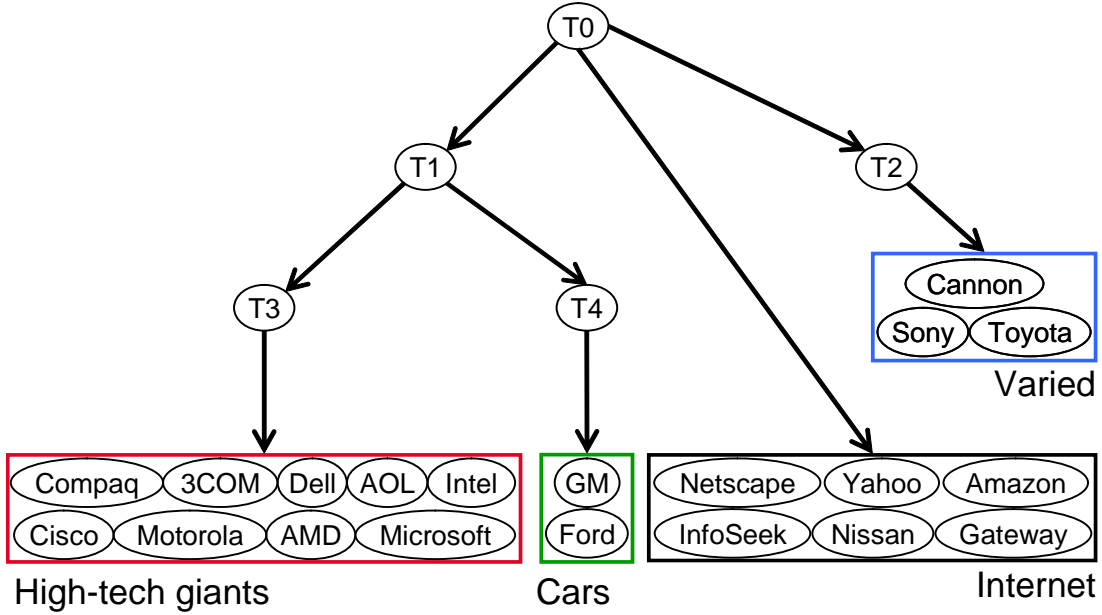 T0
T1
T2
T3
T4
Cannon
Sony Toyota
Varied
Compaq 3COM Dell AOL Intel
Cisco Motorola AMD Microsoft
High-tech giants
GM
Ford
Cars
Netscape Yahoo Amazon
InfoSeek Nissan Gateway
Internet